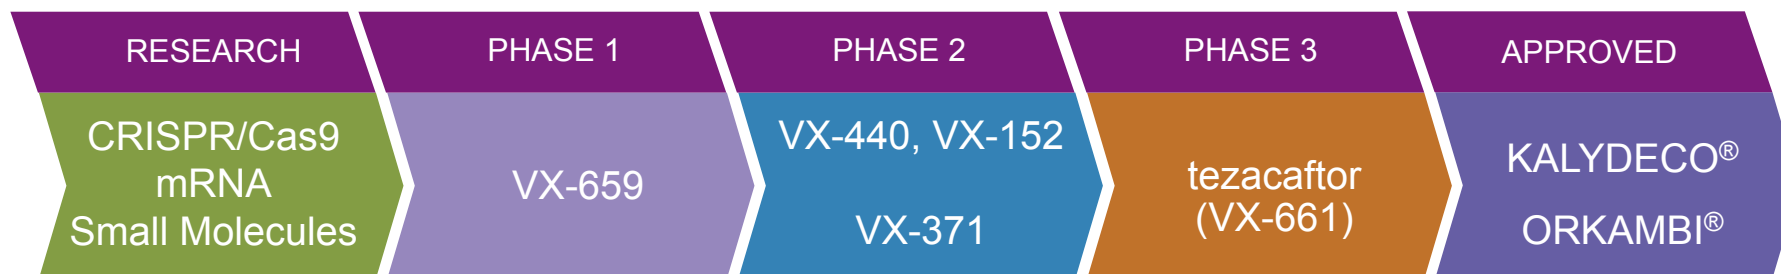 RESEARCH
PHASE 1
PHASE 2
PHASE 3
APPROVED
CRISPR/Cas9
mRNA
Small Molecules
VX-659
VX-440, VX-152
VX-371
tezacaftor
(VX-661)
KALYDECO®
ORKAMBI®